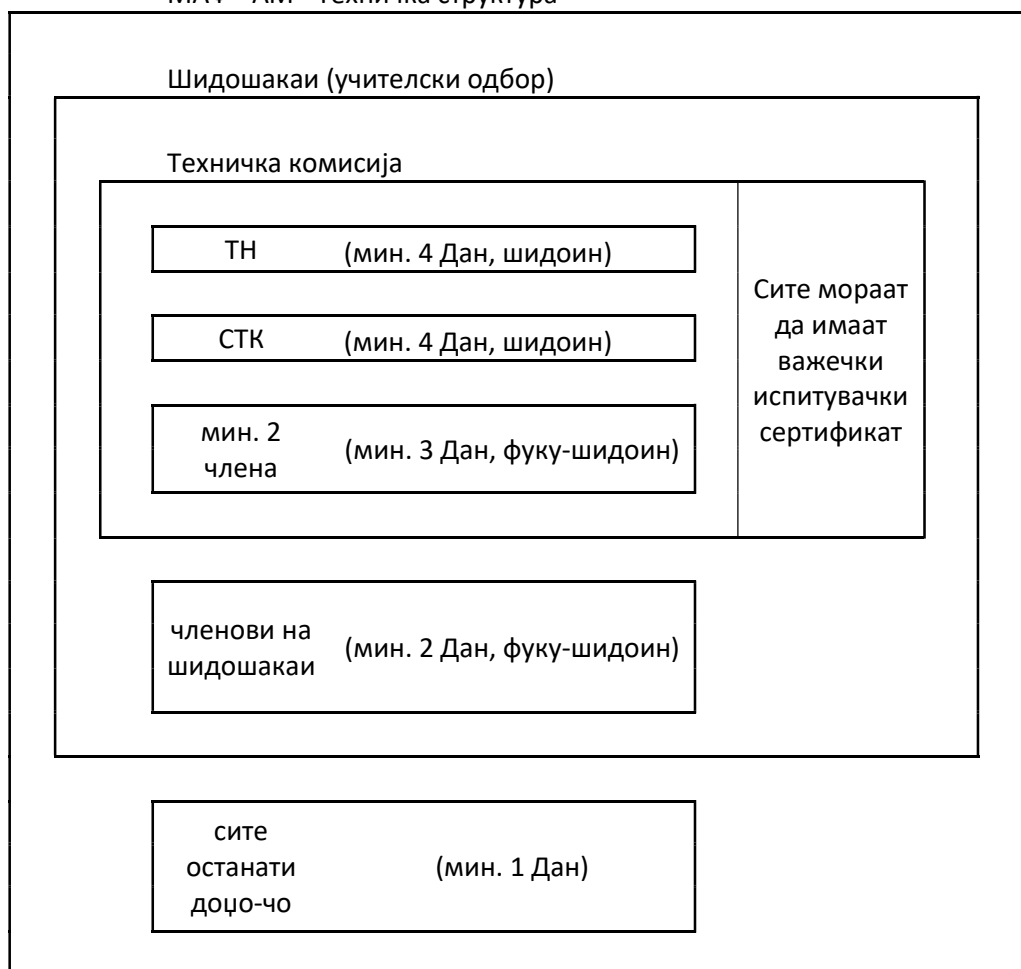 Шидошакаи (учителски одбор)
Техничка комисија
ТН (мин. 4 Дан, шидоин)
СТК (мин. 4 Дан, шидоин)
мин. 2
члена
(мин. 3 Дан, фуку-шидоин)
Сите мораат
да имаат
важечки
испитувачки
сертификат
членови на
шидошакаи
(мин. 2 Дан, фуку-шидоин)
сите
останати
доџо-чо
(мин. 1 Дан)